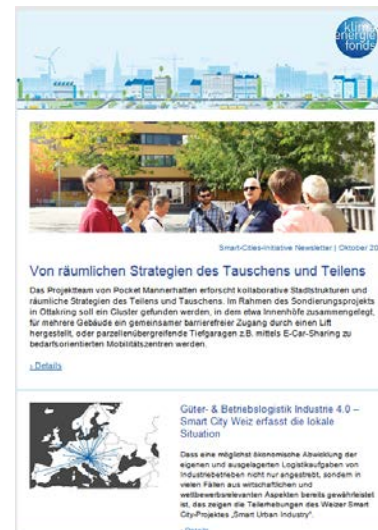 klima
energie
fonds
Smart-Cities-Initiative Newsletter | Oktober 20
Von räumlichen Strategien des Tauschens und Teilens
Das Projektteam von Pocket Mannerhatten erforscht kollaborative Stadtstrukturen und
räumliche Strategien des Teilens und Tauschens. Im Rahmen des Sondierungsprojekts
in Ottakring soll ein Cluster gefunden werden, in dem etwa Innenhöfe zusammengelegt,
für mehrere Gebäude ein gemeinsamer barrierefreier Zugang durch einen Lift
hergestellt, oder parzellenübergreifende Tiefgaragen z.B. mittels E-Car-Sharing zu
bedarfsorientierten Mobilitätszentren werden.
› Details
Güter- & Betriebslogistik Industrie 4.0 –
Smart City Weiz erfasst die lokale
Situation
Dass eine möglichst ökonomische Abwicklung der
eigenen und ausgelagerten Logistikaufgaben von
Industriebetrieben nicht nur angestrebt, sondern in
vielen Fällen aus wirtschaftlichen und
wettbewerbsrelevanten Aspekten bereits gewährleistet
ist, das zeigen die Teilerhebungen des Weizer Smart
City-Projektes „Smart Urban Industry".